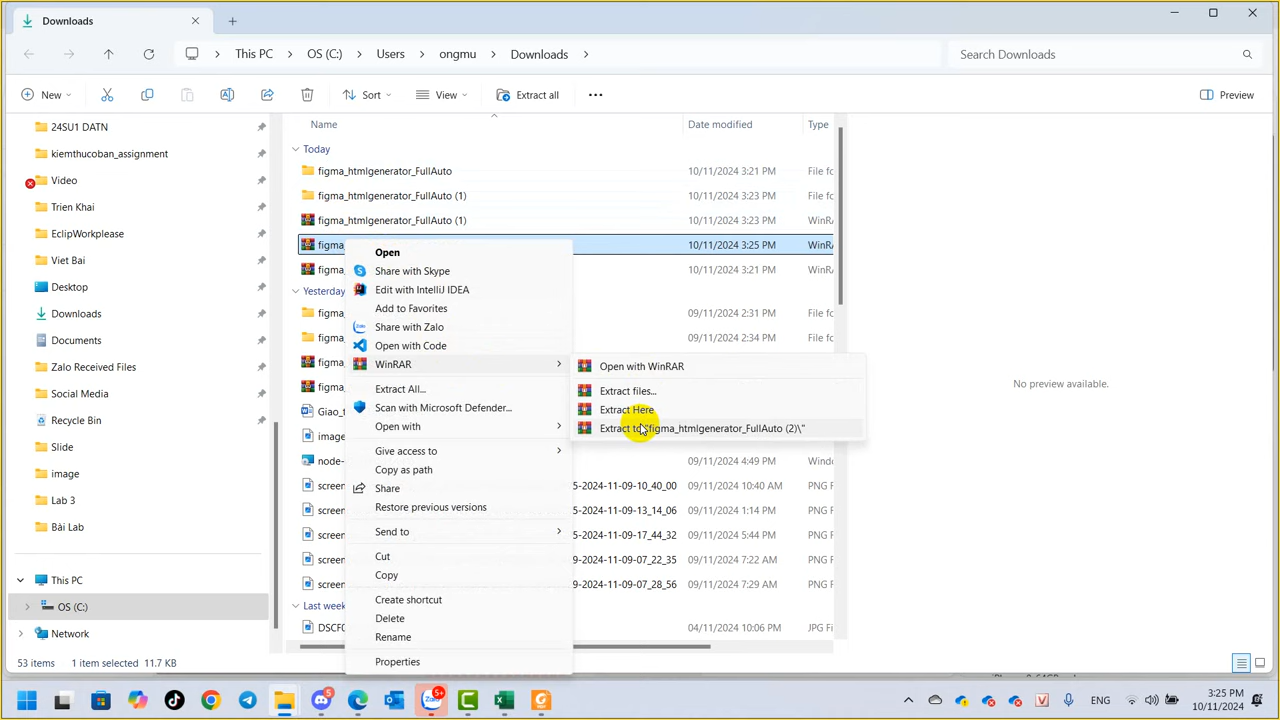 Downloads
This PC
OS (C:)
Users
ongmu
Downloads
Search Downloads
New
Sort
View
Extract all
Preview
24SU1 DATN
kiemthucoban_assignment
Video
Trien Khai
EclipWorkplease
Viet Bai
Desktop
Downloads
Documents
Zalo Received Files
Social Media
Recycle Bin
Slide
image
Lab 3
Bài Lab
This PC
OS (C:)
Network
Name
Date modified
Type
Today
figma_htmlgenerator_FullAuto 10/11/2024 3:21 PM File fo
figma_htmlgenerator_FullAuto (1) 10/11/2024 3:23 PM File fo
figma_htmlgenerator_FullAuto (1) 10/11/2024 3:23 PM WinRA
figma_ 10/11/2024 3:25 PM WinRA
figma_ 10/11/2024 3:21 PM WinRA
Yesterday
figma_ 09/11/2024 2:31 PM File fo
figma_ 09/11/2024 2:34 PM File fo
figma_
figma_
Giao_f
image
node- 09/11/2024 4:49 PM Windo
screen 5-2024-11-09-10_40_00 09/11/2024 10:40 AM PNG F
screen 5-2024-11-09-13_14_06 09/11/2024 1:14 PM PNG F
screen 5-2024-11-09-17_44_32 09/11/2024 5:44 PM PNG F
screen 5-2024-11-09-07_22_35 09/11/2024 7:22 AM PNG F
screen 5-2024-11-09-07_28_56 09/11/2024 7:29 AM PNG F
Last week
DSCF0 04/11/2024 10:06 PM JPG Fi
Open
Share with Skype
Edit with IntelliJ IDEA
Add to Favorites
Share with Zalo
Open with Code
WinRAR
Extract All...
Scan with Microsoft Defender...
Open with
Give access to
Copy as path
Share
Restore previous versions
Send to
Cut
Copy
Create shortcut
Delete
Rename
Properties
Open with WinRAR
Extract files...
Extract Here
Extract to "figma_htmlgenerator_FullAuto (2)\"
No preview available.
53 items
1 item selected 11.7 KB
Zalo
5
5+
ENG
3:25 PM
10/11/2024